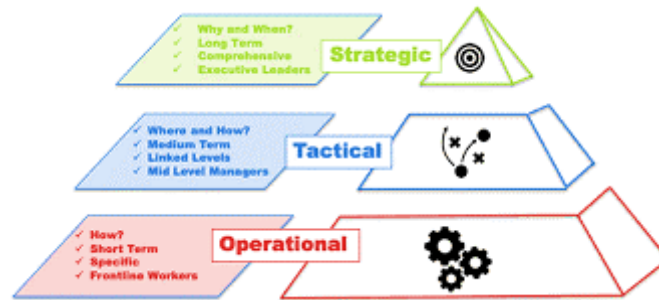 Why and When?
Long Term
Comprehensive
Executive Leaders
Strategic
Where and How?
Medium Term
Linked Levels
Mid Level Managers
Tactical
How?
Short Term
Specific
Frontline Workers
Operational